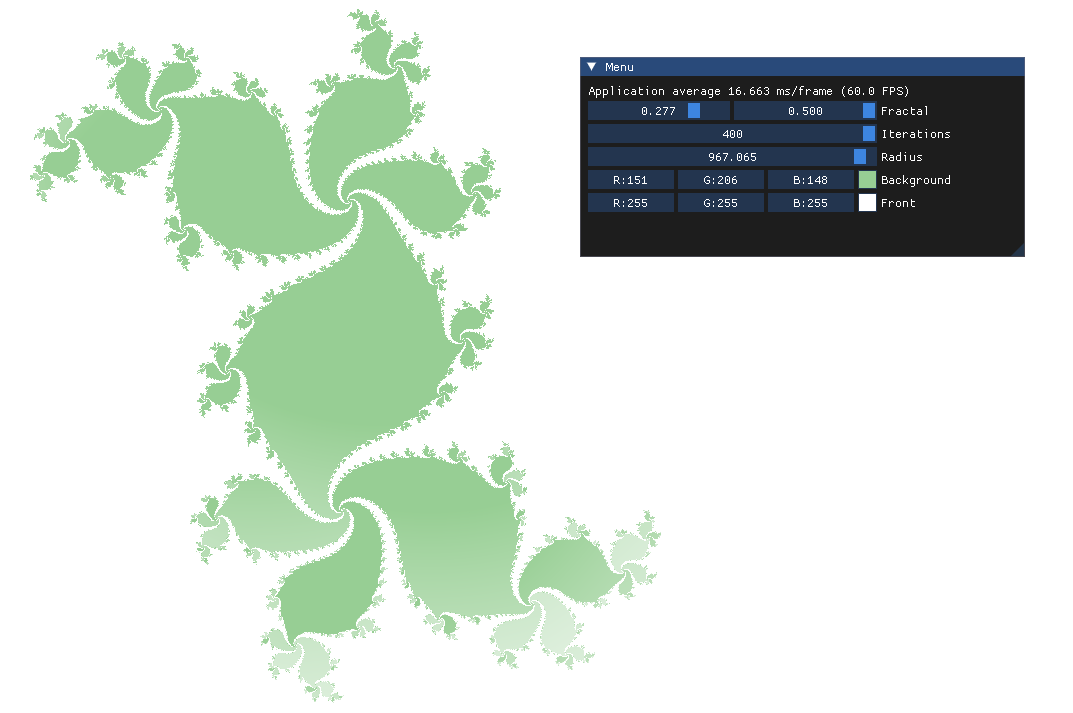 Menu
Application average 16.663 ms/frame (60.0 FPS)
0.277 0.500 Fractal
400 Iterations
967.065 Radius
R:151 G:206 B:148 Background
R:255 G:255 B:255 Front